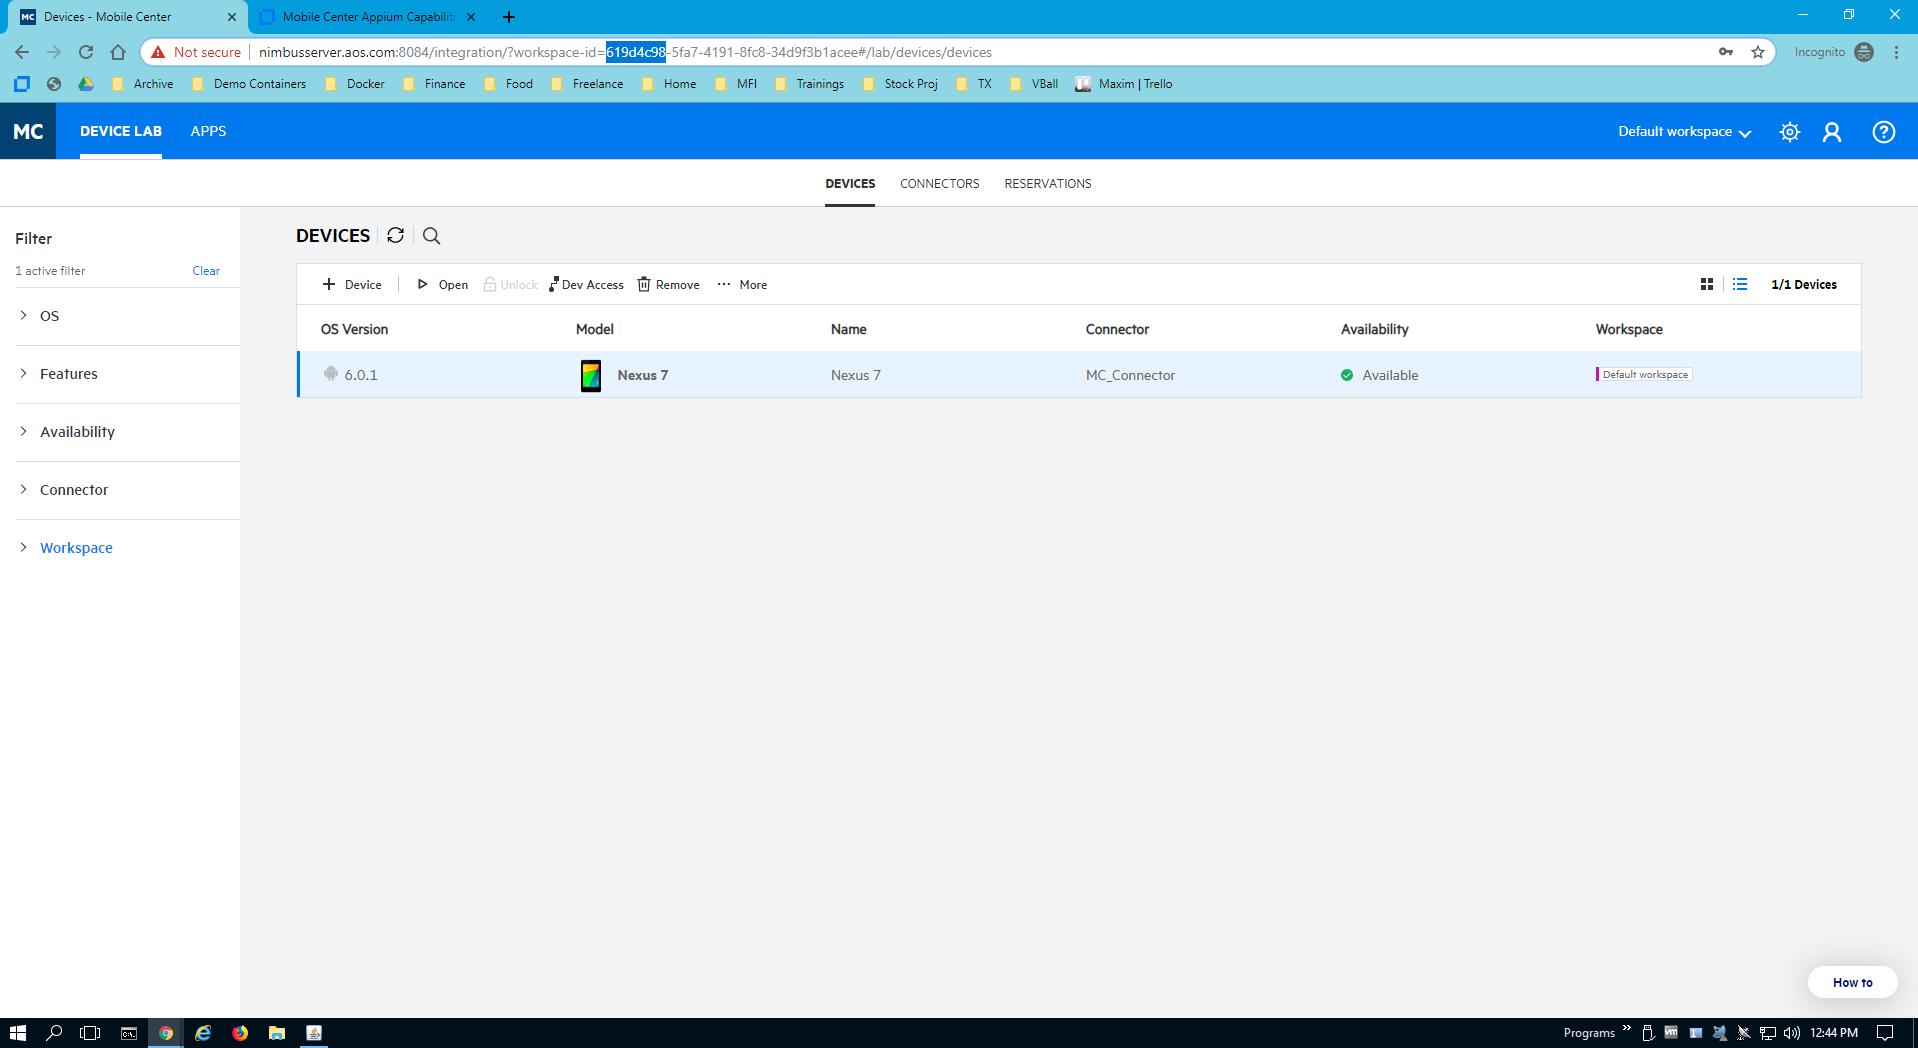 Devices - Mobile Center
Mobile Center Appium Capabiliti
Not secure
nimbusserver.aos.com:8084/integration/?workspace-id=619d4c98-5fa7-4191-8fc8-34d9f3b1acee#/lab/devices/devices
Incognito
Archive
Demo Containers
Docker
Finance
Food
Freelance
Home
MFI
Trainings
Stock Proj
TX
VBall
Maxim | Trello
MC
DEVICE LAB
APPS
Default workspace
DEVICES
CONNECTORS
RESERVATIONS
Filter
1 active filter
Clear
OS
Features
Availability
Connector
Workspace
DEVICES
Device
Open
Unlock
Dev Access
Remove
More
1/1 Devices
OS Version
Model
Name
Connector
Availability
Workspace
6.0.1
Nexus 7
Nexus 7
MC_Connector
Available
Default workspace
How to
Programs
12:44 PM